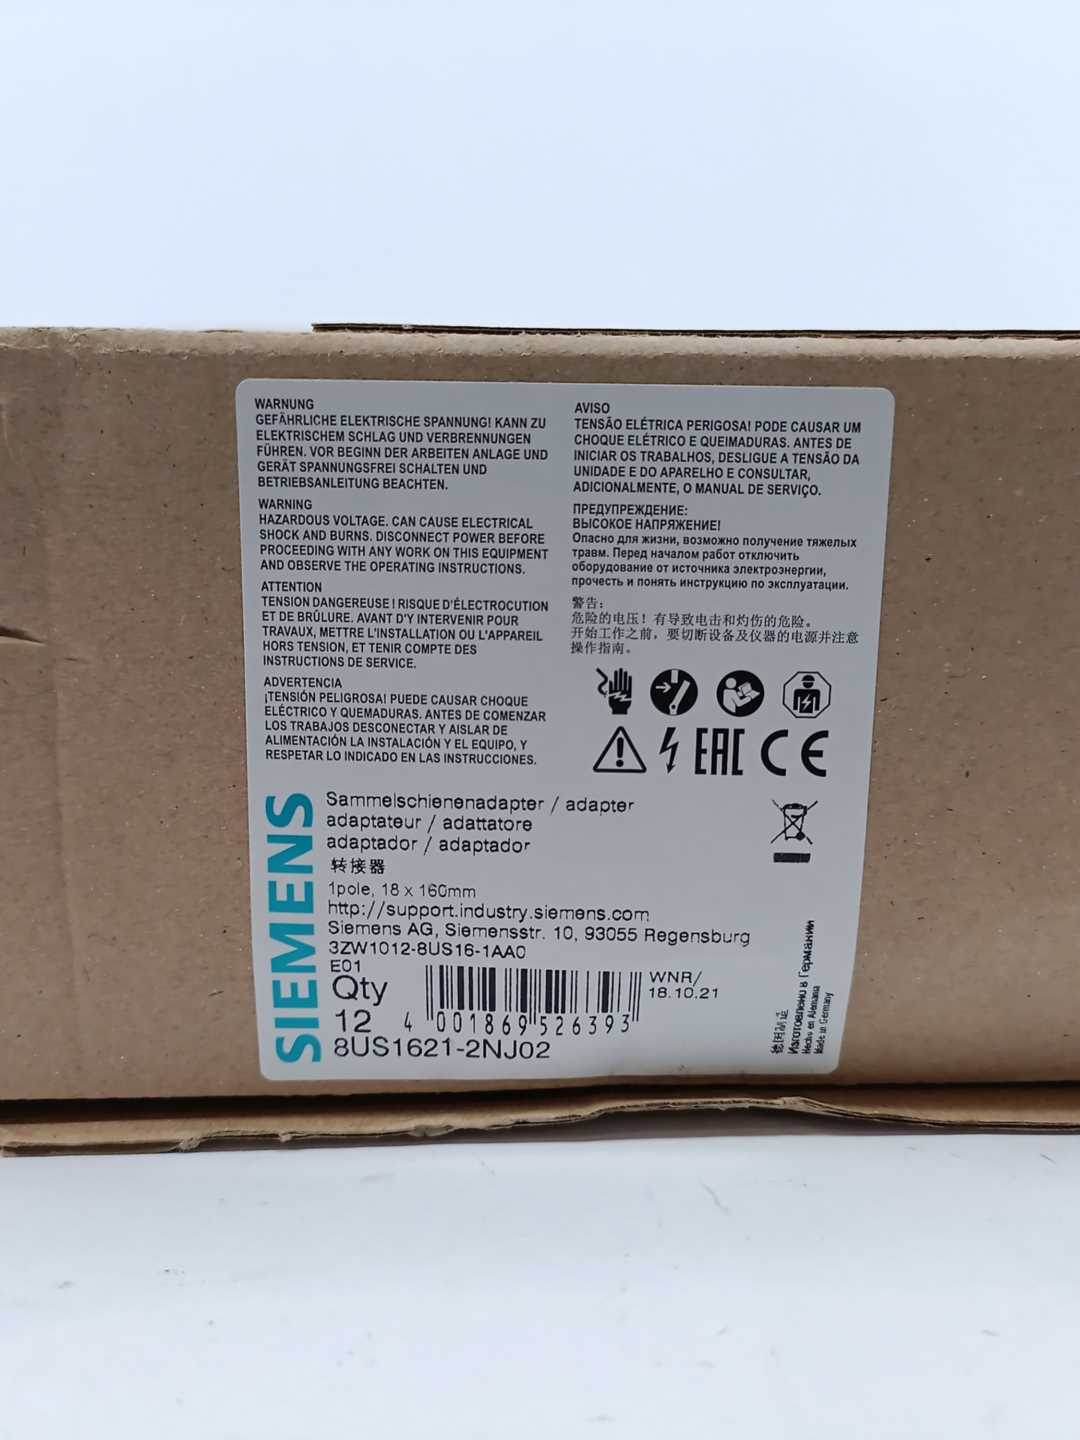 WARNUNG
GEFÄHRLICHE ELEKTRISCHE SPANNUNG! KANN ZU
ELEKTRISCHEM SCHLAG UND VERBRENNUNGEN
FÜHREN. VOR BEGINN DER ARBEITEN ANLAGE UND
GERÄT SPANNUNGSFREI SCHALTEN UND
BETRIEBSANLEITUNG BEACHTEN.
WARNING
HAZARDOUS VOLTAGE. CAN CAUSE ELECTRICAL
SHOCK AND BURNS. DISCONNECT POWER BEFORE
PROCEEDING WITH ANY WORK ON THIS EQUIPMENT
AND OBSERVE THE OPERATING INSTRUCTIONS.
ATTENTION
TENSION DANGEREUSE ! RISQUE D'ÉLECTROCUTION
ET DE BRÛLURE. AVANT D'Y INTERVENIR POUR
TRAVAUX, METTRE L'INSTALLATION OU L'APPAREIL
HORS TENSION, ET TENIR COMPTE DES
INSTRUCTIONS DE SERVICE.
ADVERTENCIA
¡TENSIÓN PELIGROSA! PUEDE CAUSAR CHOQUE
ELÉCTRICO Y QUEMADURAS. ANTES DE COMENZAR
LOS TRABAJOS DESCONECTAR Y AISLAR DE
ALIMENTACIÓN LA INSTALACIÓN Y EL EQUIPO, Y
RESPETAR LO INDICADO EN LAS INSTRUCCIONES.
AVISO
TENSÃO ELÉTRICA PERIGOSA! PODE CAUSAR UM
CHOQUE ELÉTRICO E QUEIMADURAS. ANTES DE
INICIAR OS TRABALHOS, DESLIGUE A TENSÃO DA
UNIDADE E DO APARELHO E CONSULTAR,
ADICIONALMENTE, O MANUAL DE SERVIÇO.
ПРЕДУПРЕЖДЕНИЕ:
ВЫСОКОЕ НАПРЯЖЕНИЕ!
Опасно для жизни, возможно получение тяжелых
травм. Перед началом работ отключить
оборудование от источника электроэнергии,
прочесть и понять инструкцию по эксплуатации.
警告：
危险的电压！有导致电击和灼伤的危险。
开始工作之前，要切断设备及仪器的电源并注意
操作指南。
EAC CE
SIEMENS
Sammelschienenadapter / adapter
adaptateur / adattatore
adaptador / adaptador
转接器
1pole, 18 x 160mm
http://support.industry.siemens.com
Siemens AG, Siemensstr. 10, 93055 Regensburg
3ZW1012-8US16-1AA0
E01
Qty
12
4 001869 526393
WNR/
18.10.21
8US1621-2NJ02
德国制造
Изготовлено в Германии
Hecho en Alemania
Made in Germany